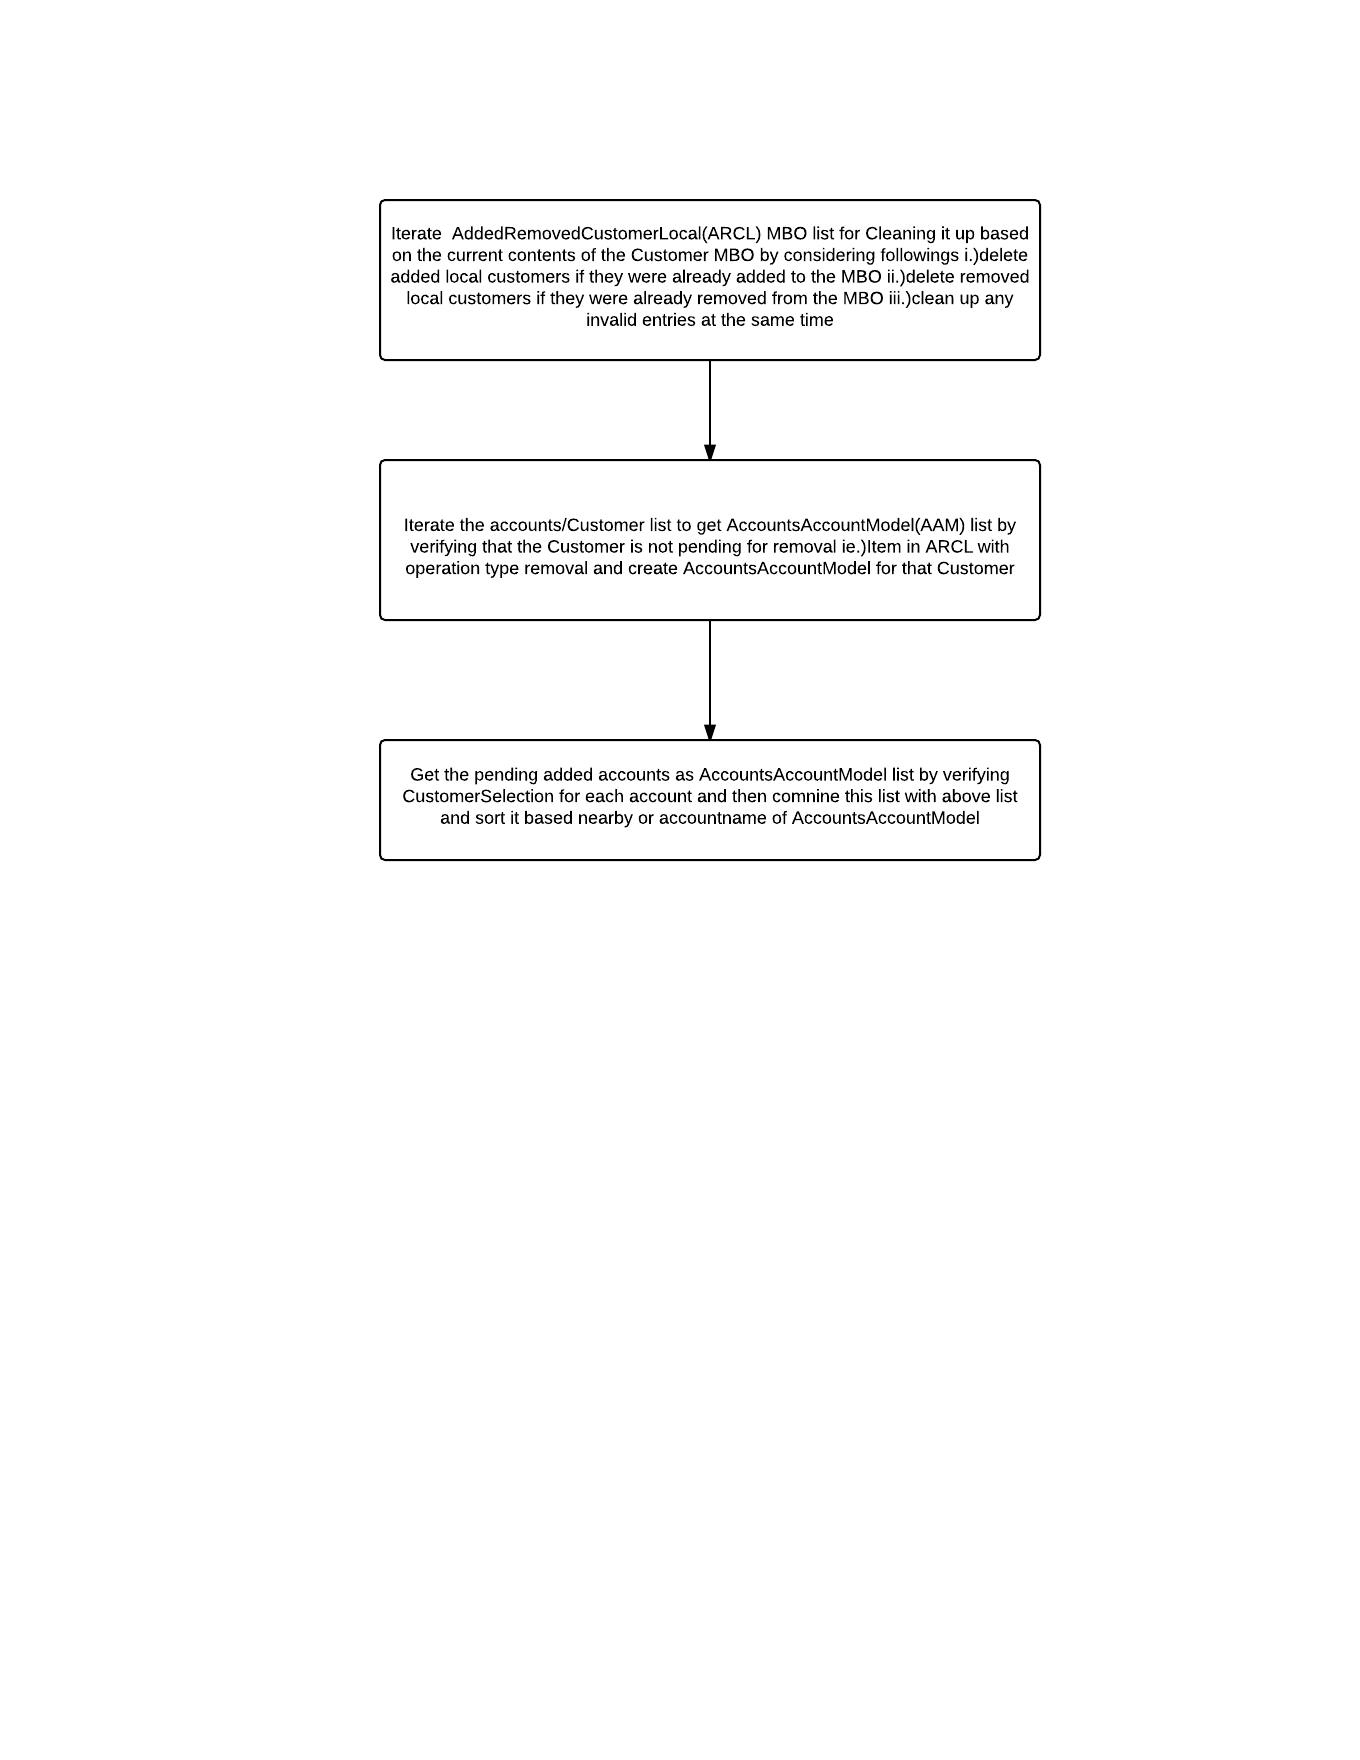 Iterate  AddedRemovedCustomerLocal(ARCL) MBO list for Cleaning it up based
on the current contents of the Customer MBO by considering followings i.)delete
added local customers if they were already added to the MBO ii.)delete removed
local customers if they were already removed from the MBO iii.)clean up any
invalid entries at the same time
Iterate the accounts/Customer list to get AccountsAccountModel(AAM) list by
verifying that the Customer is not pending for removal ie.)Item in ARCL with
operation type removal and create AccountsAccountModel for that Customer
Get the pending added accounts as AccountsAccountModel list by verifying
CustomerSelection for each account and then comnine this list with above list
and sort it based nearby or accountname of AccountsAccountModel